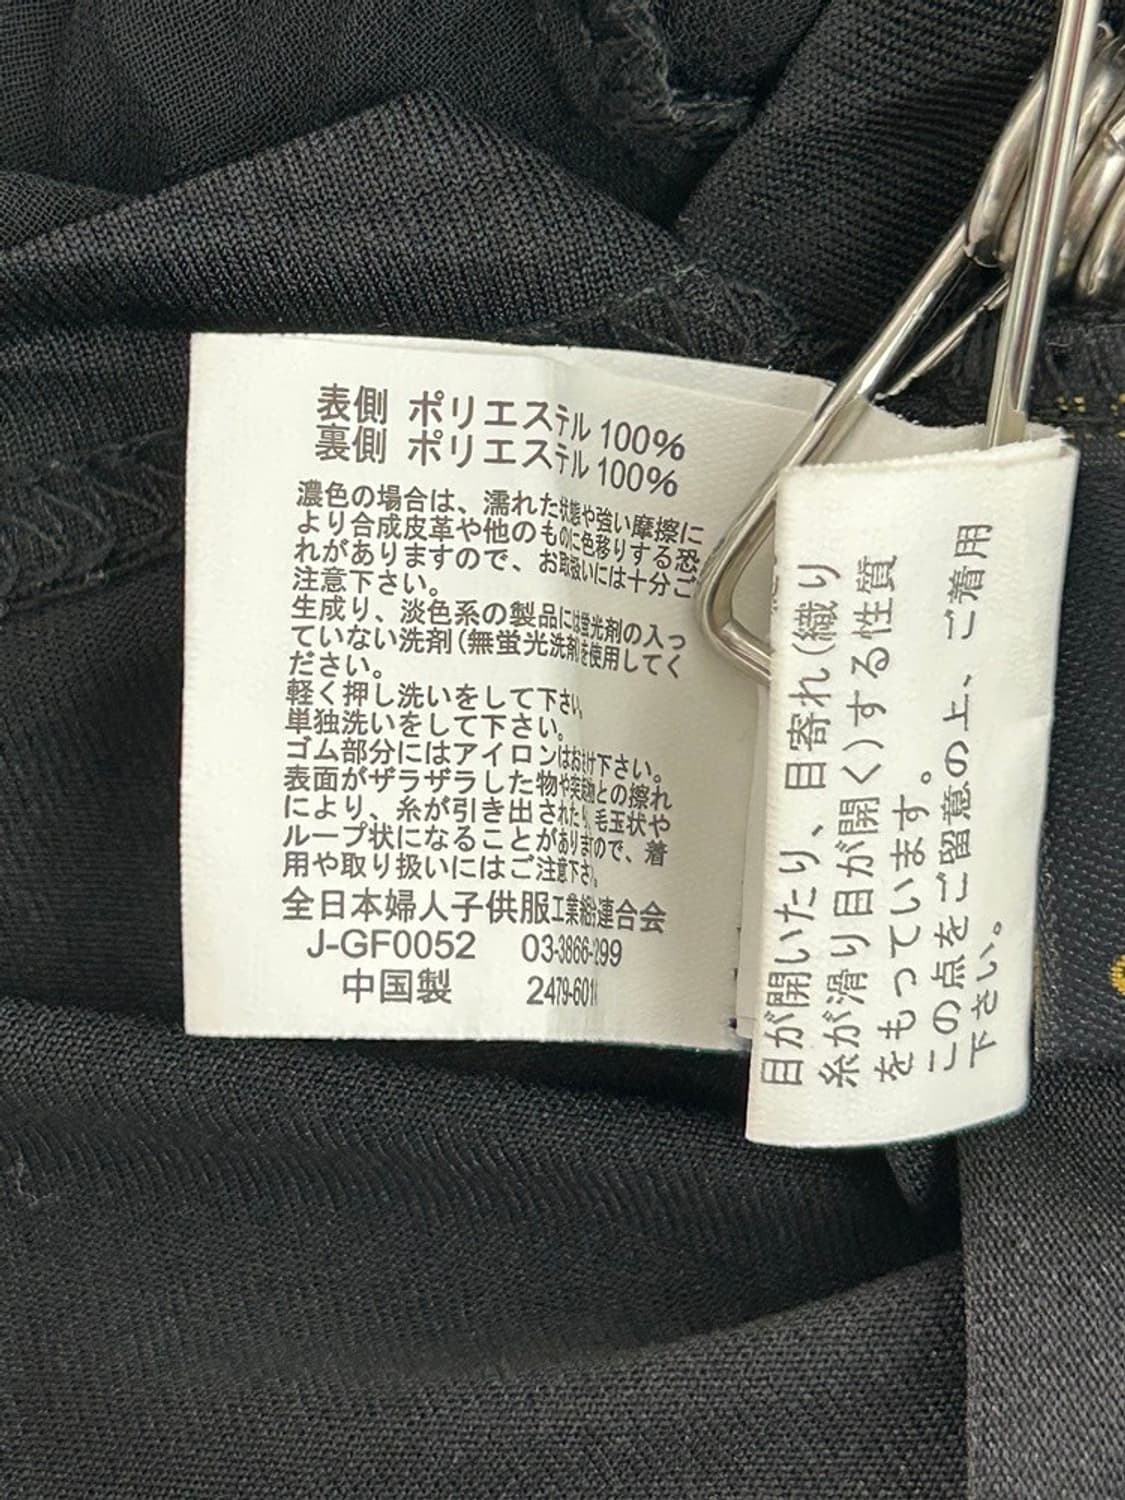 表側 ポリエステル 100%
裏側 ポリエステル 100%
濃色の場合は、濡れた状態や強い摩擦に
より合成皮革や他のものに色移りする恐
れがありますので、お取扱いには十分ご
注意下さい。
生成り、淡色系の製品には蛍光剤の入っ
ていない洗剤(無蛍光洗剤)を使用してく
ださい。
軽く押し洗いをして下さい。
単独洗いをして下さい。
ゴム部分にはアイロンはおさけ下さい。
表面がザラザラした物や突起物との擦れ
により、糸が引き出されたり、毛玉状や
ループ状になることがありますので、着
用や取り扱いにはご注意下さい。
全日本婦人子供服工業組合連合会
J-GF0052 03-3866-299
中国製 2479-601
目が開いたり、目寄れ(織り
糸が滑り目が開く)する性質
をもっています。
この点をご留意の上、ご着用
下さい。